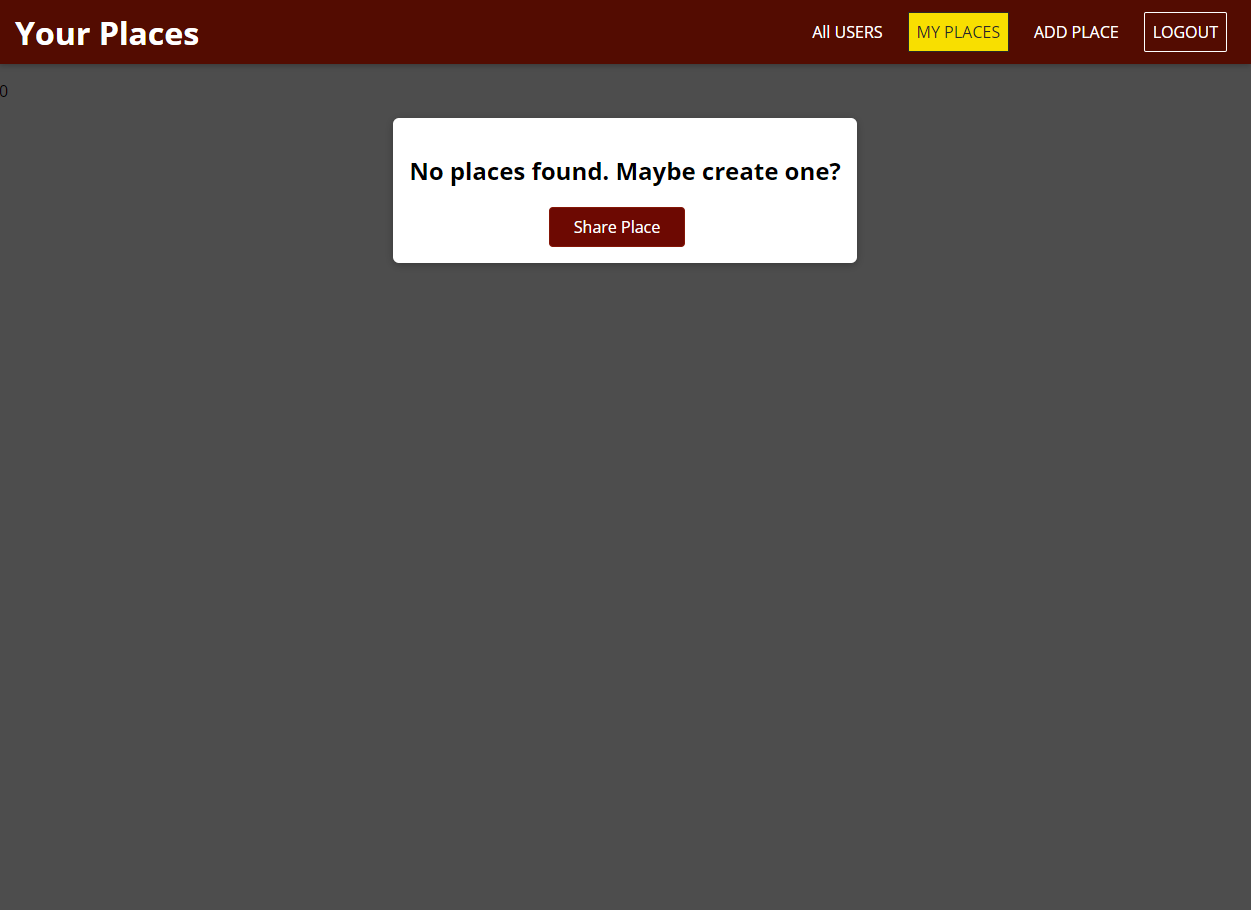 Your Places
All USERS
MY PLACES
ADD PLACE
LOGOUT
0
No places found. Maybe create one?
Share Place